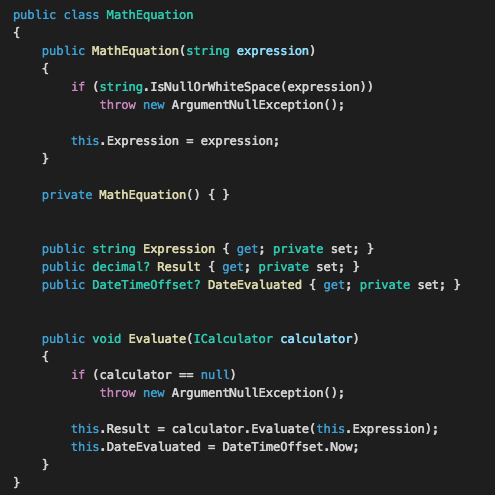 public class MathEquation
{
    public MathEquation(string expression)
    {
        if (string.IsNullOrWhiteSpace(expression))
            throw new ArgumentNullException();

        this.Expression = expression;
    }

    private MathEquation() { }


    public string Expression { get; private set; }
    public decimal? Result { get; private set; }
    public DateTimeOffset? DateEvaluated { get; private set; }


    public void Evaluate(ICalculator calculator)
    {
        if (calculator == null)
            throw new ArgumentNullException();

        this.Result = calculator.Evaluate(this.Expression);
        this.DateEvaluated = DateTimeOffset.Now;
    }
}